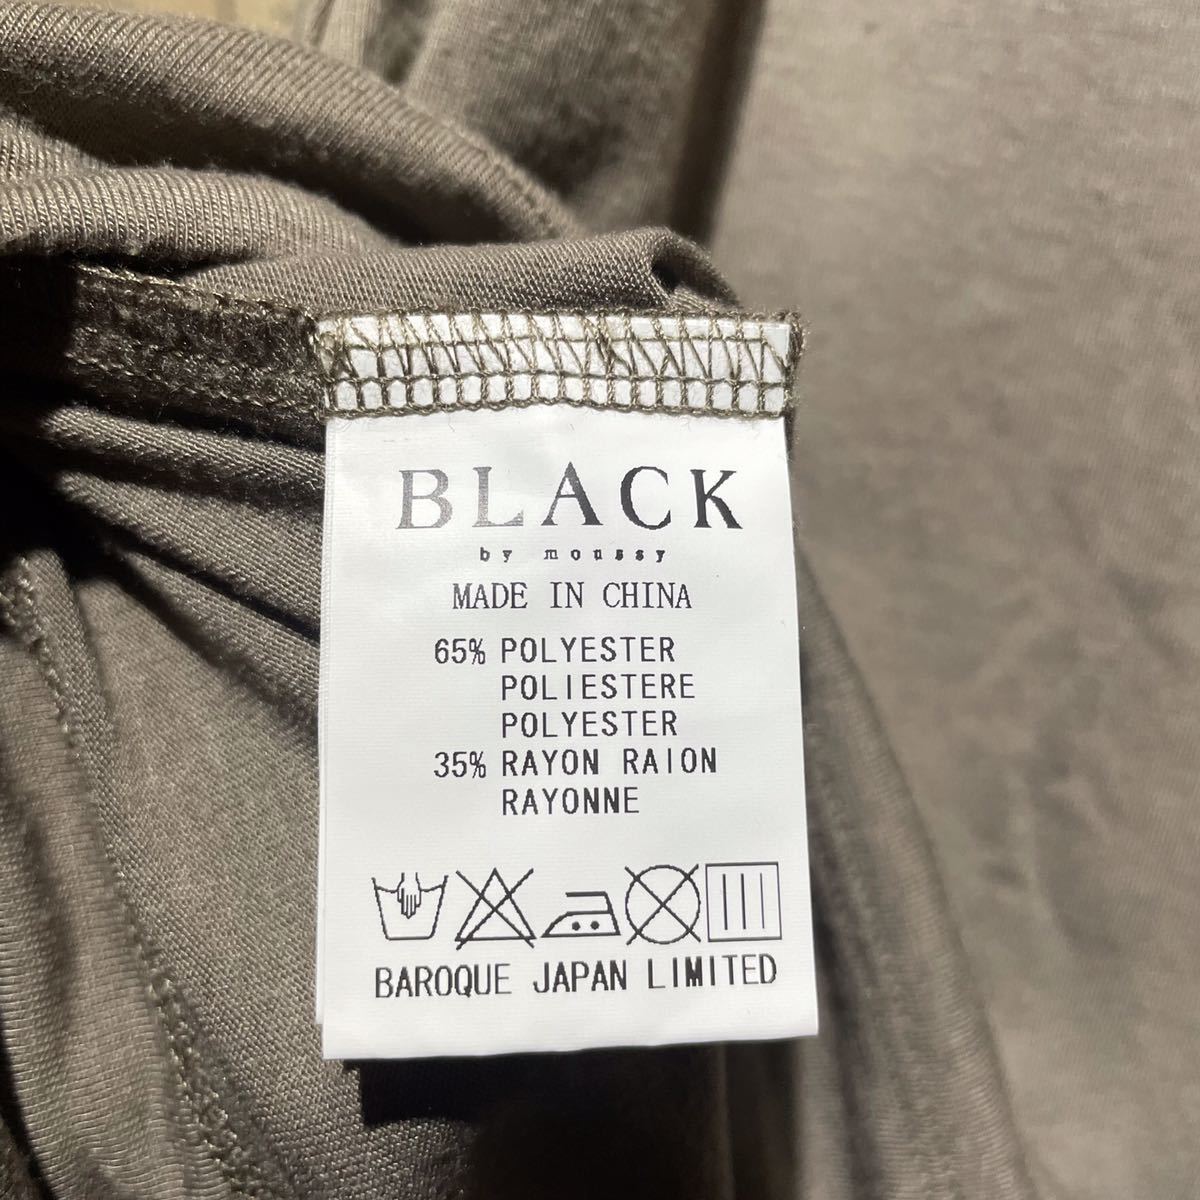 BLACK
by moussy
MADE IN CHINA
65% POLYESTER
POLIESTERE
POLYESTER
35% RAYON RAION
RAYONNE
BAROQUE JAPAN LIMITED